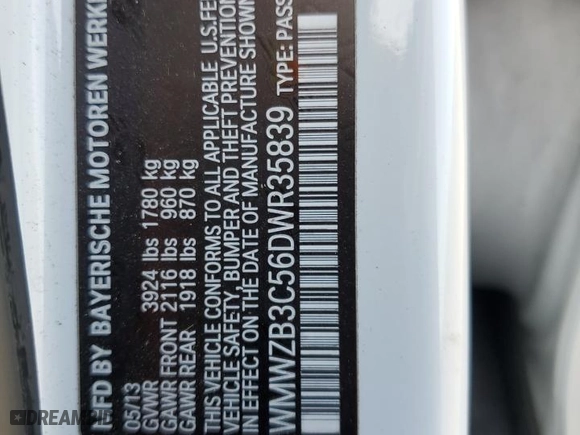 MFD BY BAYERISCHE MOTOREN
05/13
GVWR 3924 lbs 1780 kg
GAWR FRONT 2116 lbs 960 kg
GAWR REAR 1918 lbs 870 kg
THIS VEHICLE CONFORMS TO ALL APPLICABLE U.S.
VEHICLE SAFETY, BUMPER AND THEFT PREVENTION
IN EFFECT ON THE DATE OF MANUFACTURE SHOWN
WMWZB3C56DWR35839 TYPE: PASS
DREAMBID